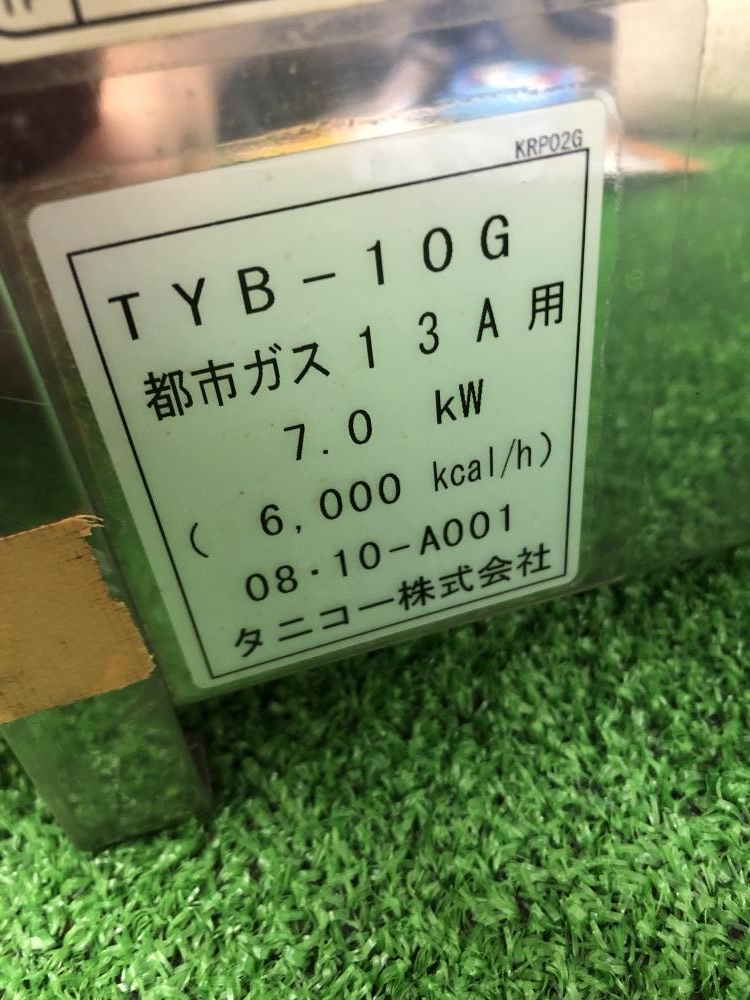 KRP02G
TYB-10G
都市ガス13A用
7.0 kW
( 6,000 kcal/h)
08·10-A001
タニコー株式会社